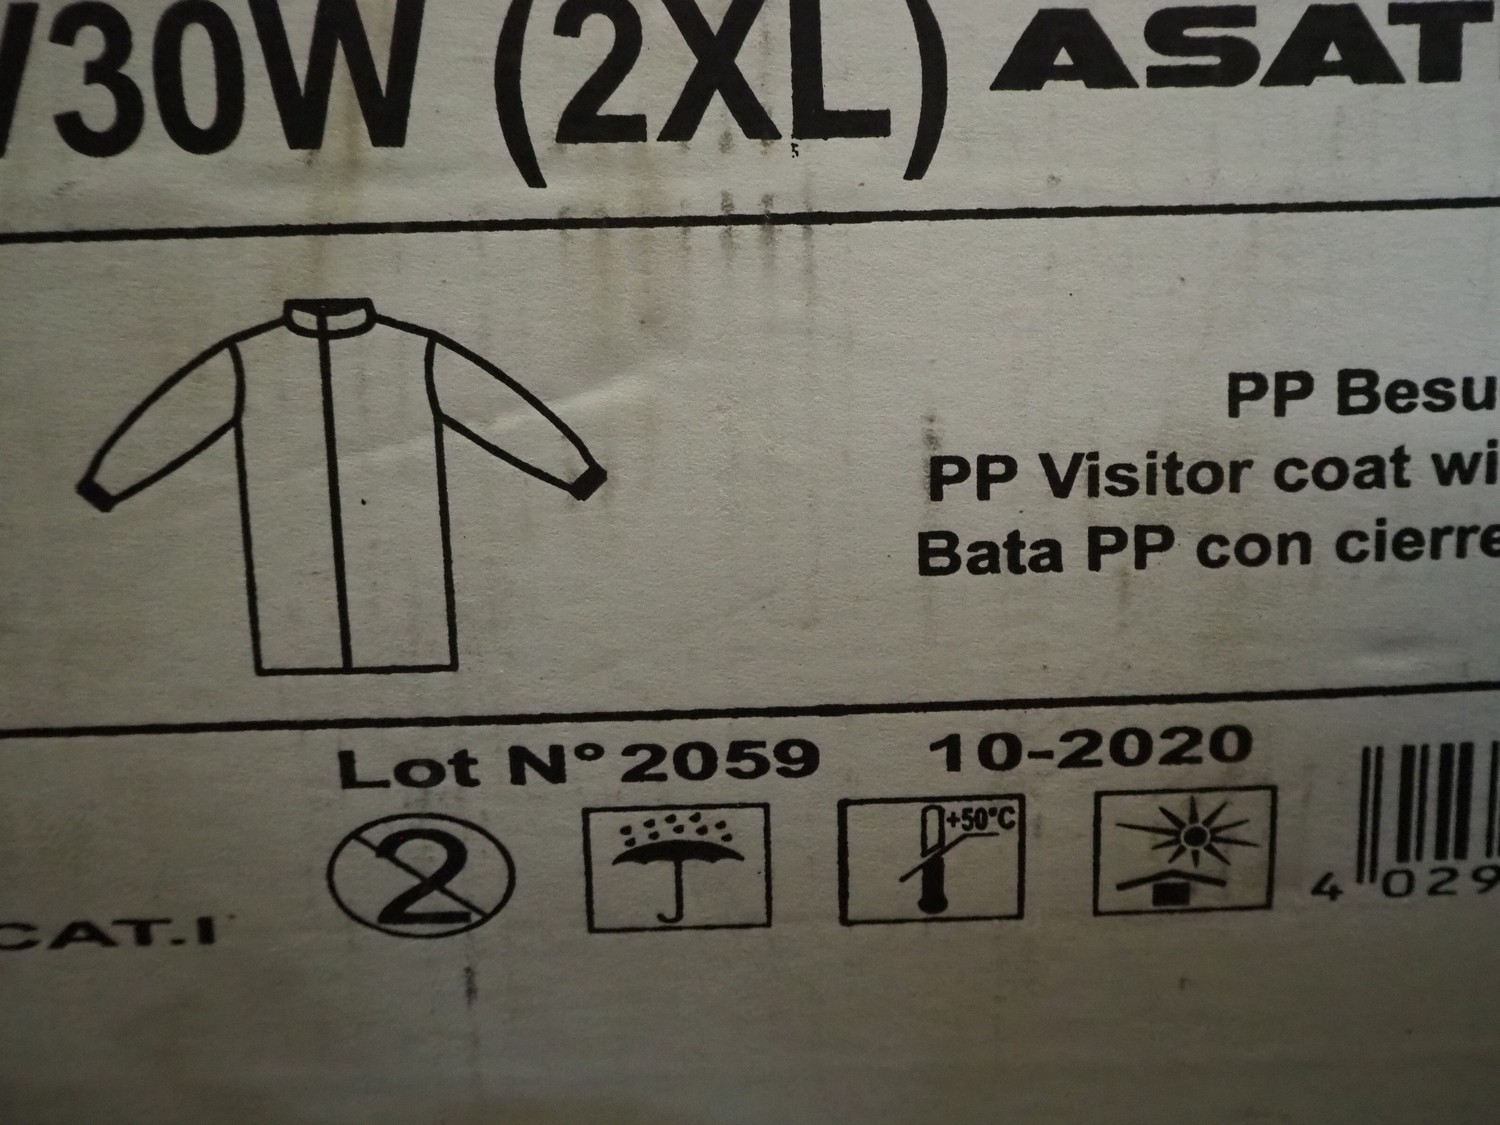 /30W (2XL) ASAT
PP Besu
PP Visitor coat wi
Bata PP con cierre
Lot Nº 2059 10-2020
2
+50°C
4 029
CAT.I